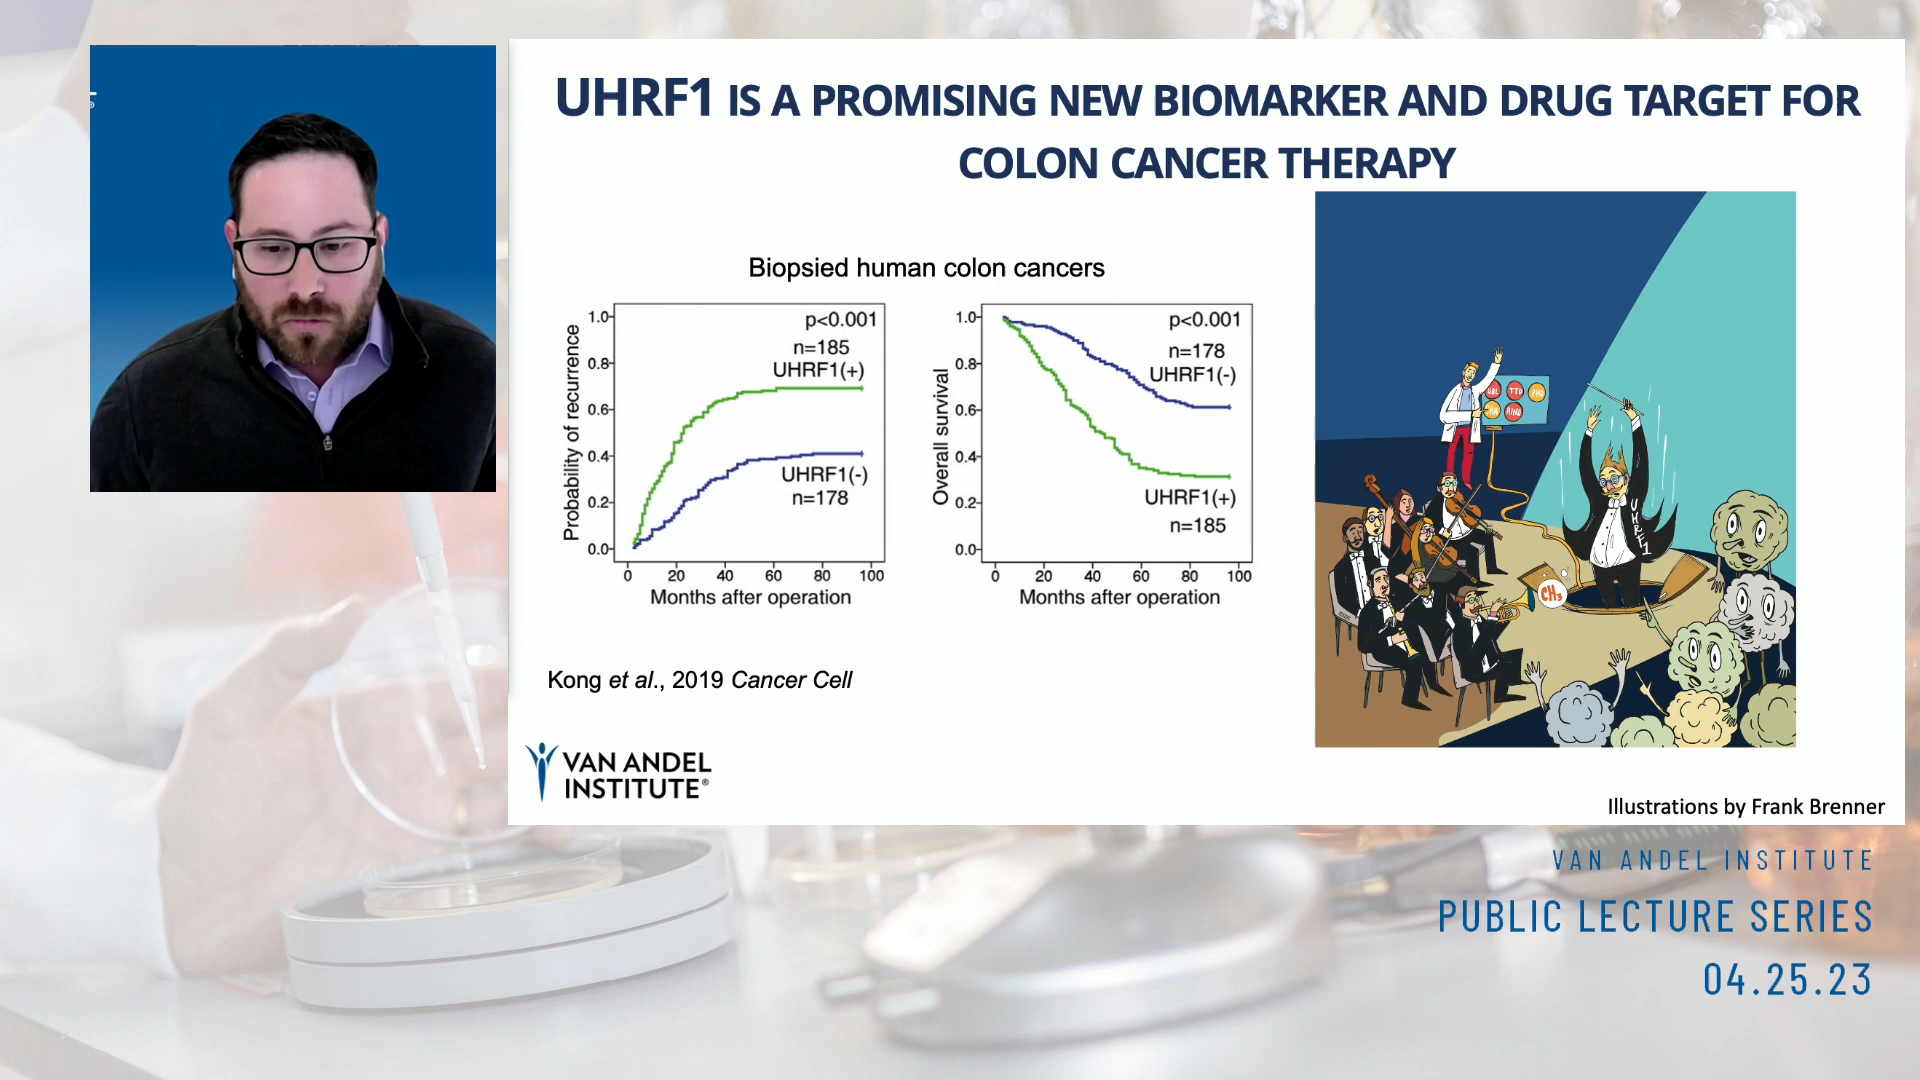 UHRF1 IS A PROMISING NEW BIOMARKER AND DRUG TARGET FOR
COLON CANCER THERAPY
Biopsied human colon cancers
Probability of recurrence
1.0
0.8
0.6
0.4
0.2
0.0
p<0.001
n=185
UHRF1(+)
UHRF1(-)
n=178
0 20 40 60 80 100
Months after operation
Overall survival
1.0
0.8
0.6
0.4
0.2
0.0
p<0.001
n=178
UHRF1(-)
UHRF1(+)
n=185
0 20 40 60 80 100
Months after operation
UBL TTD PHD
RING
UHRF1
CH3
Kong et al., 2019 Cancer Cell
VAN ANDEL
INSTITUTE®
Illustrations by Frank Brenner
VAN ANDEL INSTITUTE
PUBLIC LECTURE SERIES
04.25.23